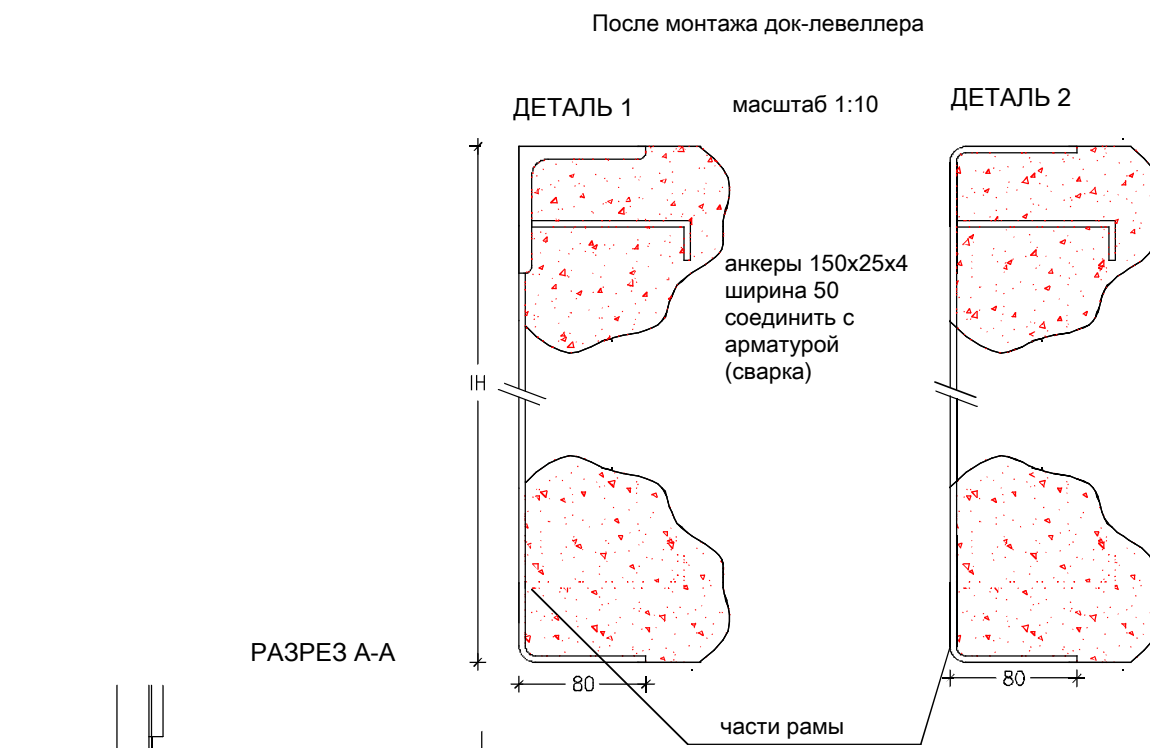 После монтажа док-левеллера
ДЕТАЛЬ 1
масштаб 1:10
ДЕТАЛЬ 2
анкеры 150x25x4
ширина 50
соединить с
арматурой
(сварка)
IH
РАЗРЕЗ А-А
80
80
части рамы